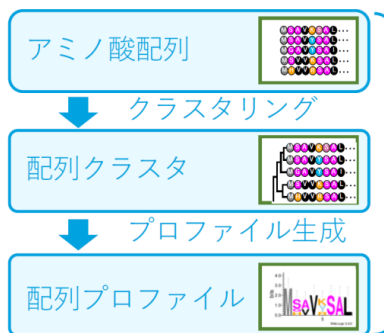 アミノ酸配列
クラスタリング
配列クラスタ
プロファイル生成
配列プロファイル